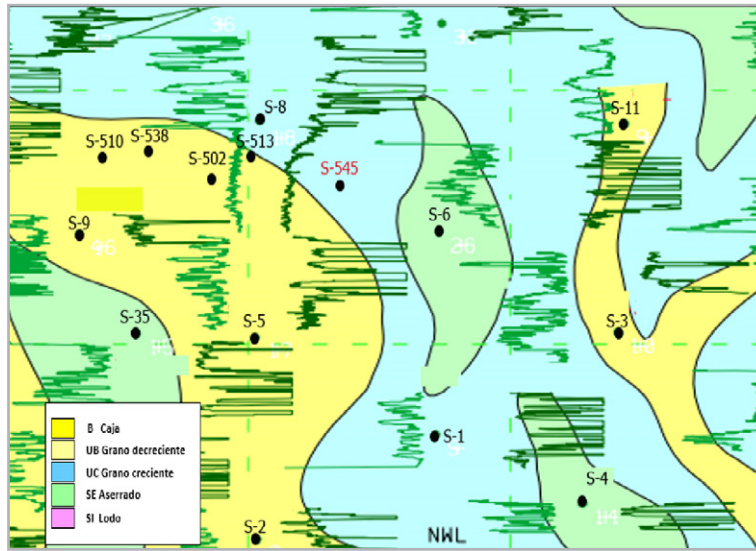 S-8
S-11
S-538
S-510
S-513
S-502
S-545
S-6
S-9
S-35
S-5
S-3
B Caja
UB Grano decreciente
UC Grano creciente
SE Aserrado
SI Lodo
S-1
S-4
S-2
NWL